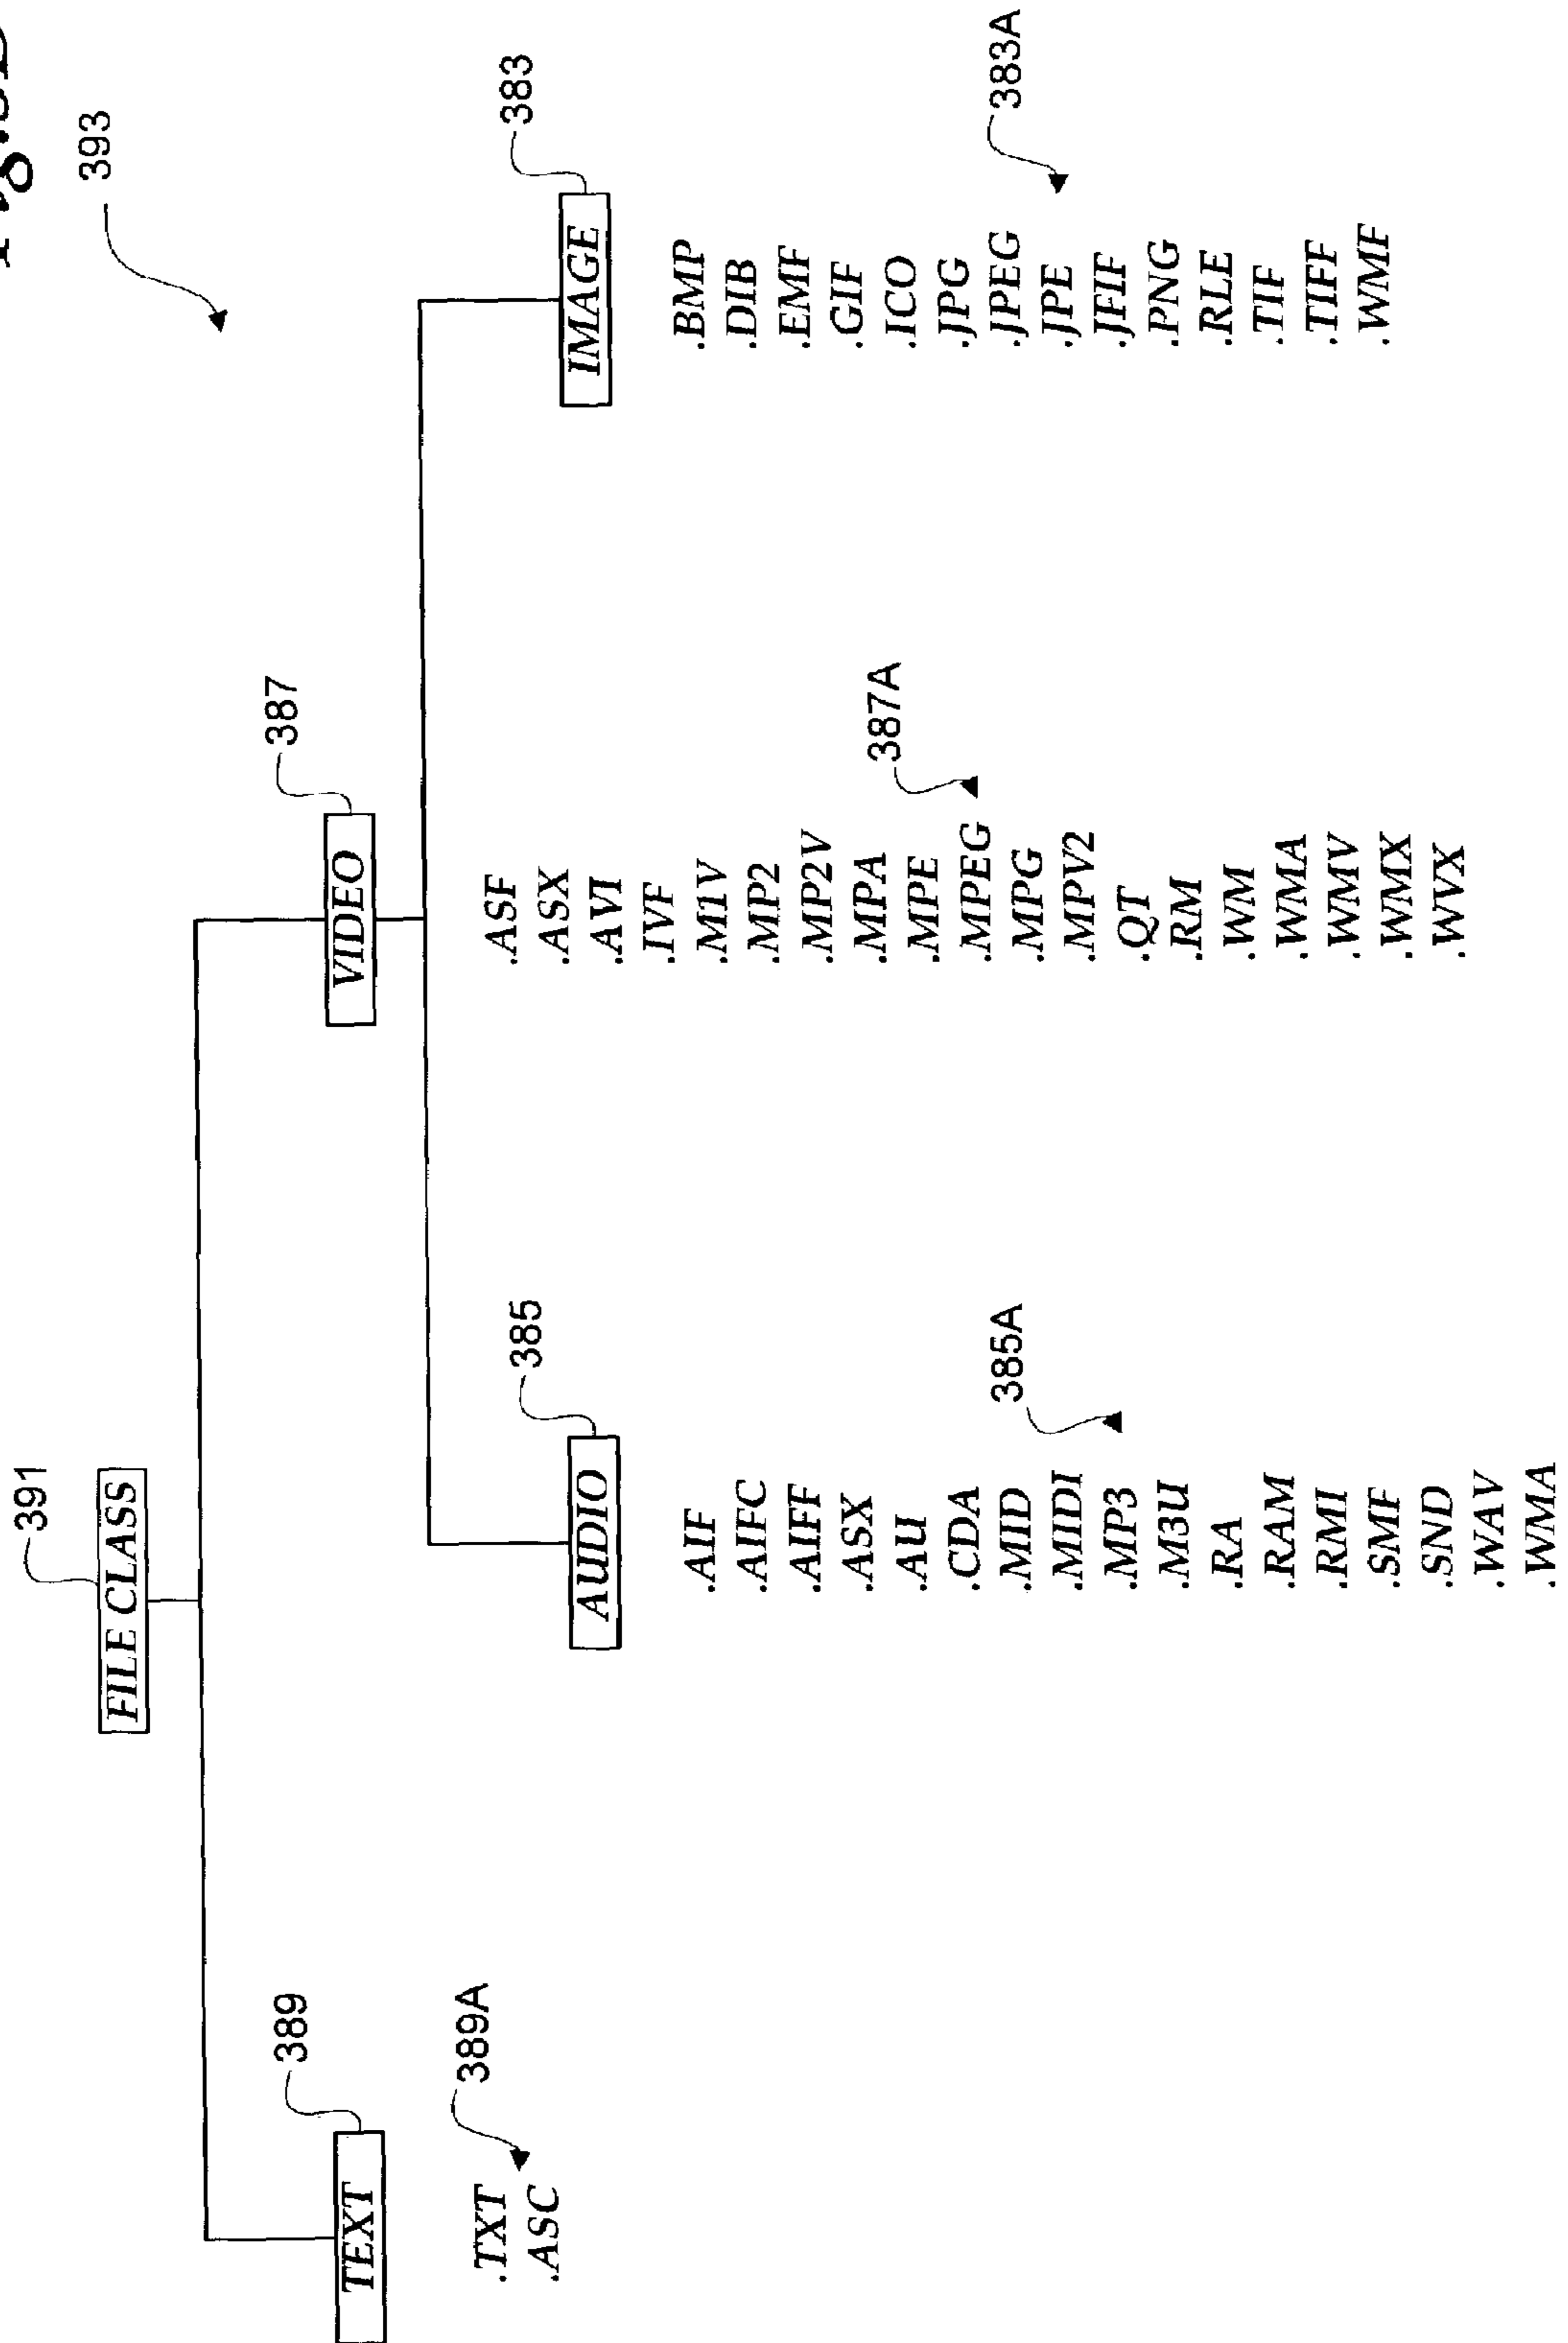 393
391
FILE CLASS
389
TEXT
389A
.TXT
.ASC
387
VIDEO
387A
.ASF
.ASX
.AVI
.IVF
.M1V
.MP2
.MP2V
.MPA
.MPE
.MPEG
.MPG
.MPV2
.QT
.RM
.WM
.WMA
.WMV
.WMX
.WVX
385
AUDIO
385A
.AIF
.AIFC
.AIFF
.ASX
.AU
.CDA
.MID
.MIDI
.MP3
.M3U
.RA
.RAM
.RMI
.SMF
.SND
.WAV
.WMA
383
IMAGE
383A
.BMP
.DIB
.EMF
.GIF
.ICO
.JPG
.JPEG
.JPE
.JFIF
.PNG
.RLE
.TIF
.TIFF
.WMF